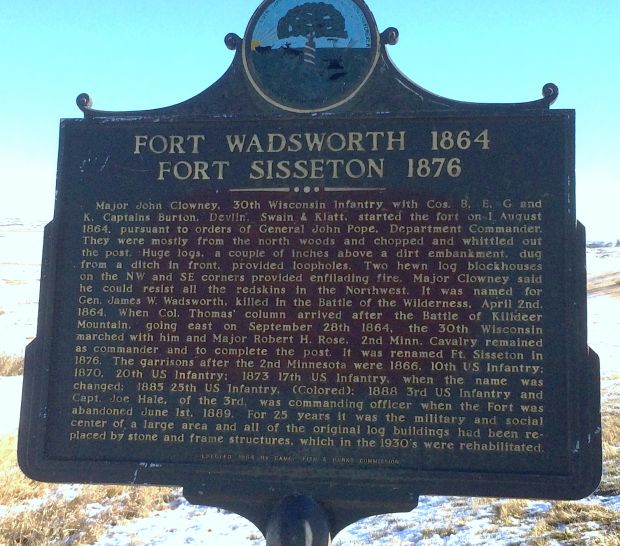 FORT WADSWORTH 1864
FORT SISSETON 1876
Major John Clowney, 30th Wisconsin Infantry with Cos. B, E, G and
K, Captains Burton, Devlin, Swain & Klatt, started the fort on 1 August
1864, pursuant to orders of General John Pope, Department Commander.
They were mostly from the north woods and chopped and whittled out
the post. Huge logs, a couple of inches above a dirt embankment, dug
from a ditch in front, provided loopholes. Two hewn log blockhouses
on the NW and SE corners provided enfilading fire. Major Clowney said
he could resist all the redskins in the Northwest. It was named for
Gen. James W. Wadsworth, killed in the Battle of the Wilderness, April 2nd,
1864. When Col. Thomas' column arrived after the Battle of Killdeer
Mountain, going east on September 28th 1864, the 30th Wisconsin
marched with him and Major Robert H. Rose, 2nd Minn. Cavalry remained
as commander and to complete the post. It was renamed Ft. Sisseton in
1876. The garrisons after the 2nd Minnesota were 1866, 10th US Infantry;
1870, 20th US Infantry; 1873 17th US Infantry, when the name was
changed; 1885 25th US Infantry, (Colored); 1888 3rd US Infantry and
Capt. Joe Hale, of the 3rd, was commanding officer when the Fort was
abandoned June 1st, 1889. For 25 years it was the military and social
center of a large area and all of the original log buildings had been re-
placed by stone and frame structures, which in the 1930's were rehabilitated.
ERECTED BY GAME, FISH & PARKS COMMISSION